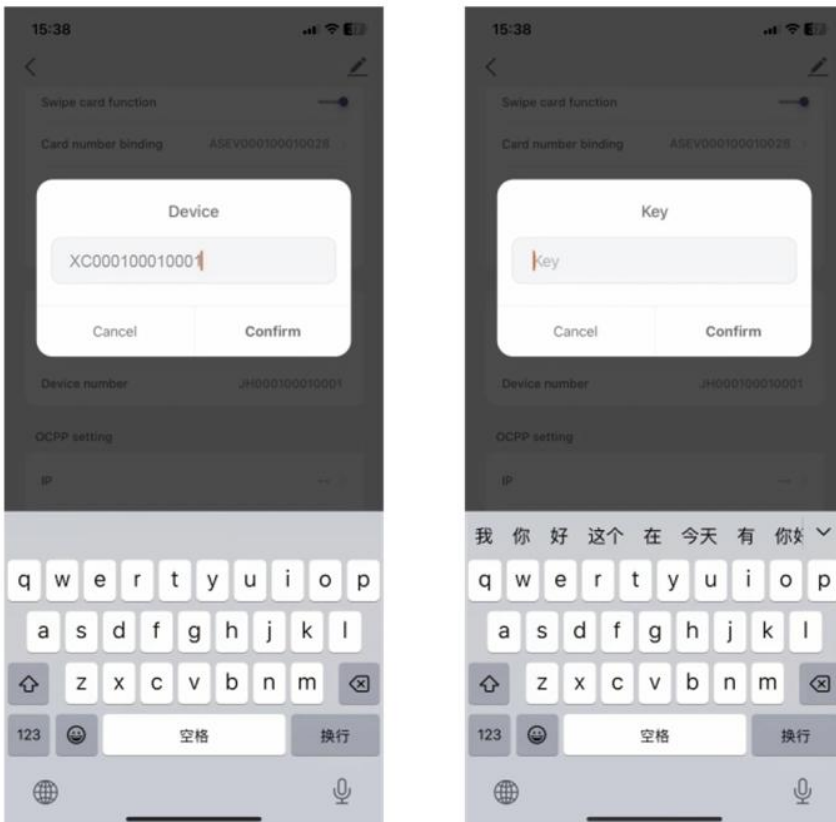 15:38
Swipe card function
Card number binding ASEV000100010028
Device
XC000100010001
Cancel Confirm
Device number JH000100010001
OCPP setting
IP --
q w e r t y u i o p
a s d f g h j k l
z x c v b n m
123 空格 换行
15:38
Swipe card function
Card number binding ASEV000100010028
Key
Key
Cancel Confirm
Device number JH000100010001
OCPP setting
IP --
我 你 好 这个 在 今天 有 你好
q w e r t y u i o p
a s d f g h j k l
z x c v b n m
123 空格 换行